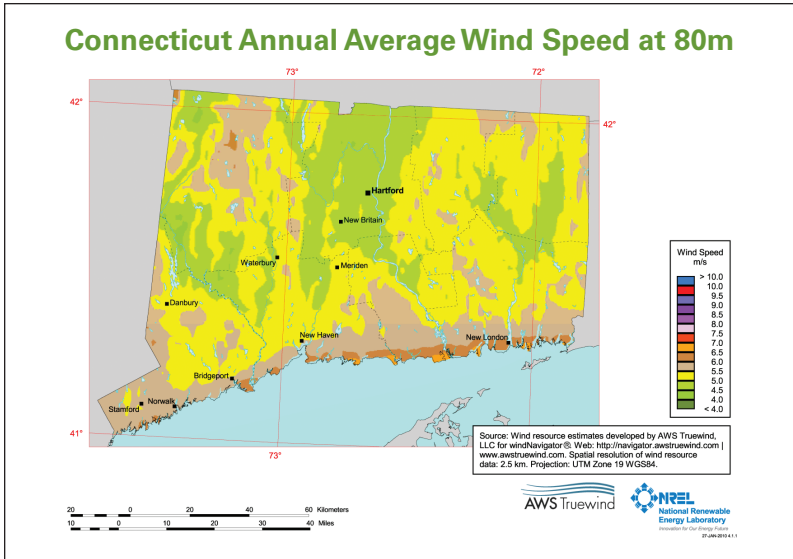 Connecticut Annual Average Wind Speed at 80m
73°
72°
42°
42°
Hartford
New Britain
Waterbury
Meriden
Danbury
New Haven
New London
Bridgeport
Norwalk
Stamford
41°
73°
Wind Speed
m/s
> 10.0
10.0
9.5
9.0
8.5
8.0
7.5
7.0
6.5
6.0
5.5
5.0
4.5
4.0
< 4.0
Source: Wind resource estimates developed by AWS Truewind,
LLC for windNavigator®. Web: http://navigator.awstruewind.com |
www.awstruewind.com. Spatial resolution of wind resource
data: 2.5 km. Projection: UTM Zone 19 WGS84.
20 0 20 40 60 Kilometers
10 0 10 20 30 40 Miles
AWS Truewind
NREL
National Renewable
Energy Laboratory
Innovation for Our Energy Future
27-JAN-2010 4.1.1